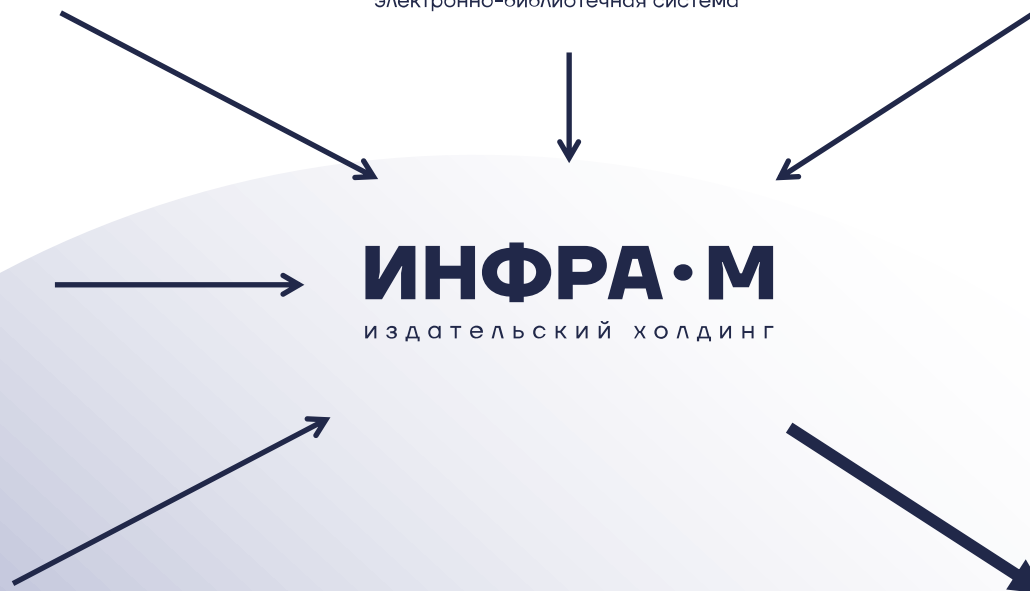 электронно-библиотечная система
ИНФРА•М
издательский холдинг